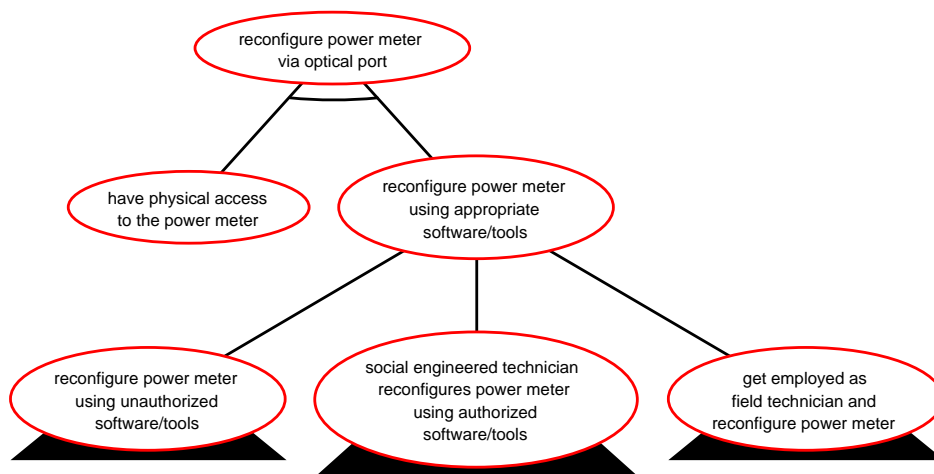 reconfigure power meter
via optical port
have physical access
to the power meter
reconfigure power meter
using appropriate
software/tools
reconfigure power meter
using unauthorized
software/tools
social engineered technician
reconfigures power meter
using authorized
software/tools
get employed as
field technician and
reconfigure power meter